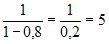 1/(1−0,8) = 1/0,2 = 5